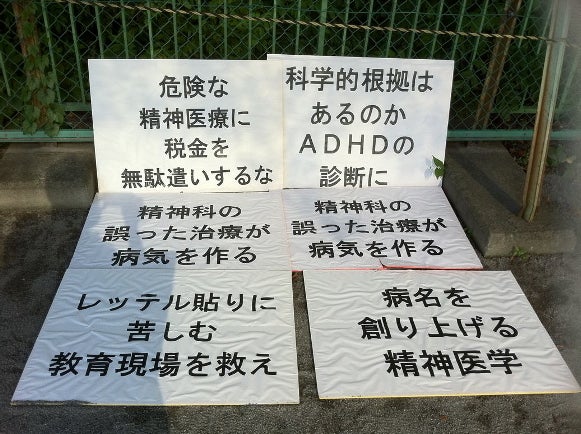 危険な
精神医療に
税金を
無駄遣いするな
科学的根拠は
あるのか
ADHDの
診断に
精神科の
誤った治療が
病気を作る
精神科の
誤った治療が
病気を作る
レッテル貼りに
苦しむ
教育現場を救え
病名を
創り上げる
精神医学